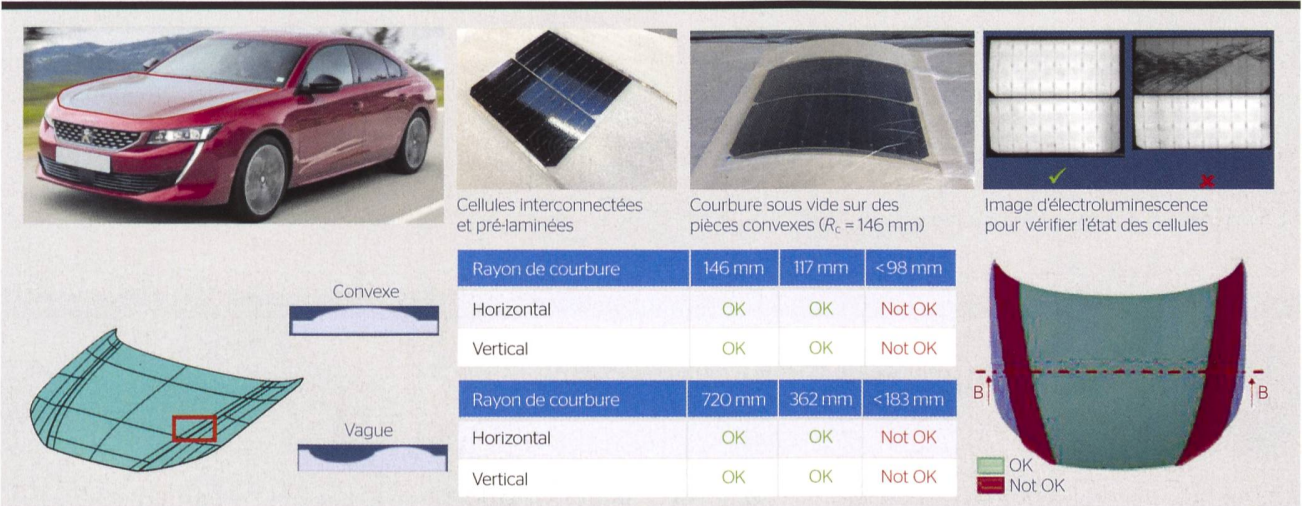 Cellules interconnectées
et pré-laminées
Courbure sous vide sur des
pièces convexes (Rc = 146 mm)
Image d'électroluminescence
pour vérifier l'état des cellules
Convexe
Rayon de courbure 146 mm 117 mm <98 mm
Horizontal OK OK Not OK
Vertical OK OK Not OK
Vague
Rayon de courbure 720 mm 362 mm <183 mm
Horizontal OK OK Not OK
Vertical OK OK Not OK
B B
OK
Not OK